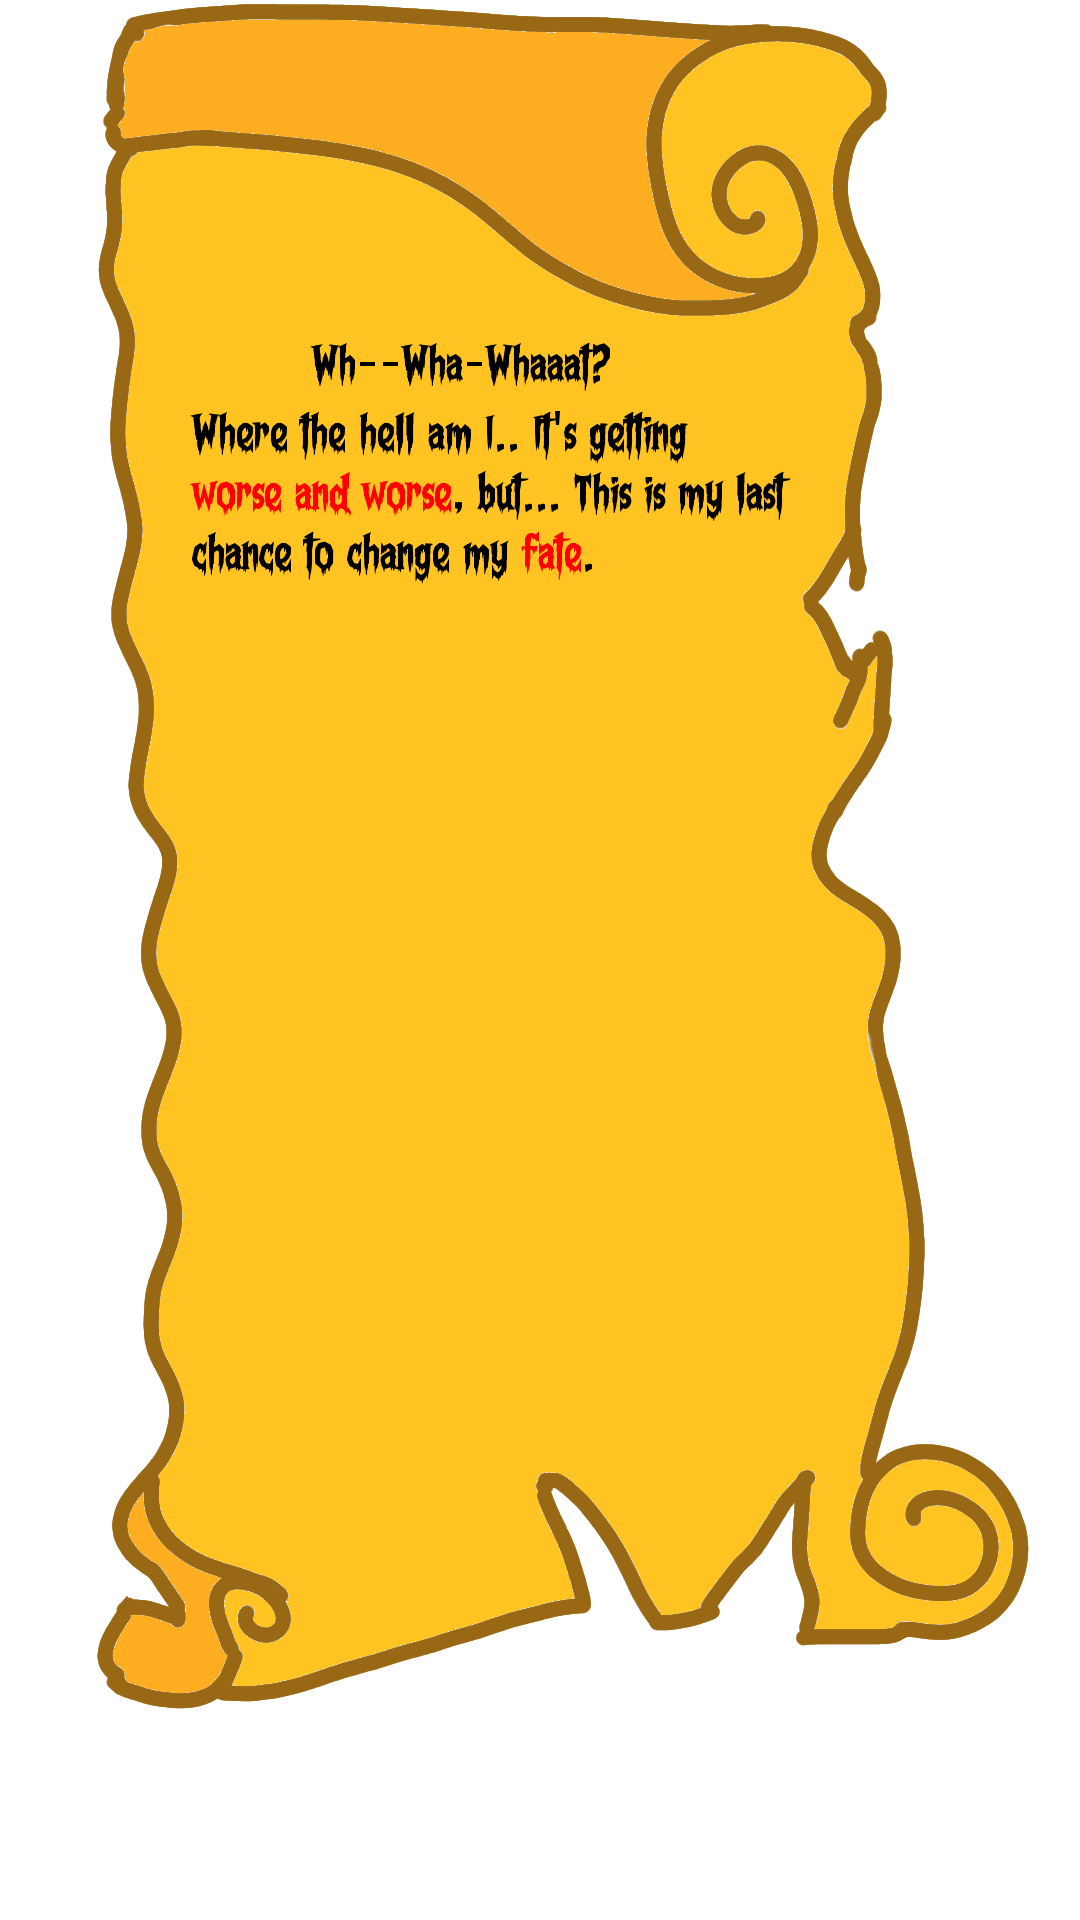 Wh--Wha-Whaaat?
Where the hell am I.. It's getting
worse and worse, but... This is my last
chance to change my fate.